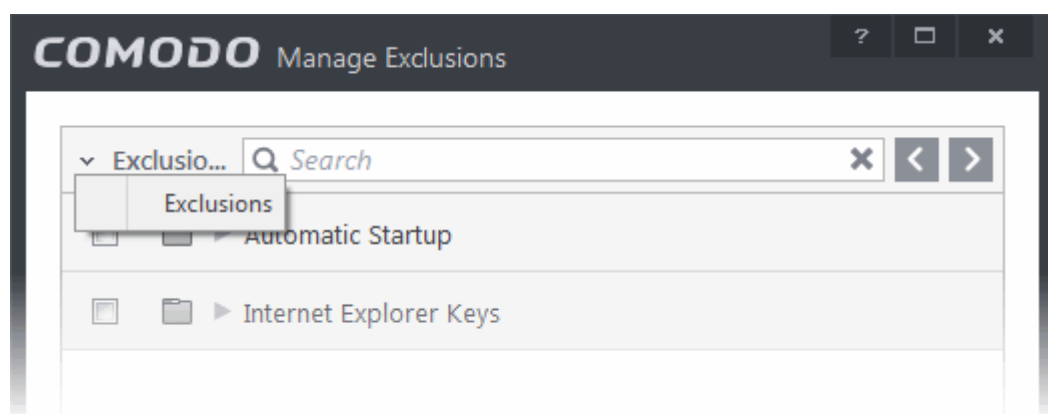 COMODO Manage Exclusions ?
Exclusio... Search
Exclusions
Automatic Startup
Internet Explorer Keys